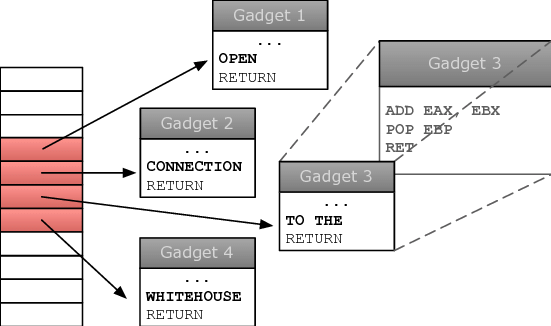 Gadget 1
...
OPEN
RETURN
Gadget 2
...
CONNECTION
RETURN
Gadget 3
...
TO THE
RETURN
Gadget 4
...
WHITEHOUSE
RETURN
Gadget 3
ADD EAX, EBX
POP EBP
RET